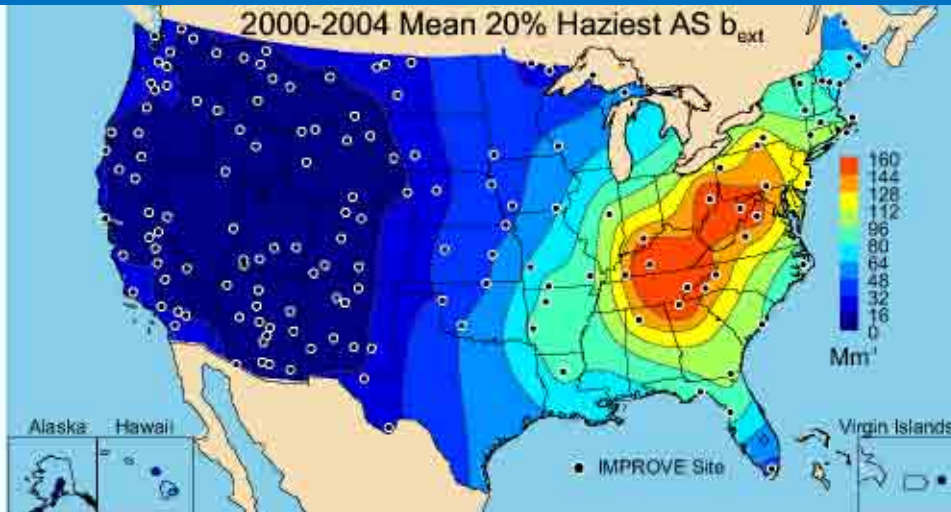 2000-2004 Mean 20% Haziest AS bext
160
144
128
112
96
80
64
48
32
16
0
Mm-1
Alaska
Hawaii
IMPROVE Site
Virgin Islands